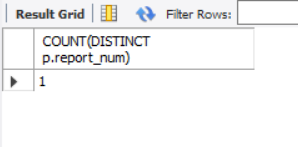 Result Grid Filter Rows:
COUNT(DISTINCT
p.report_num)
1